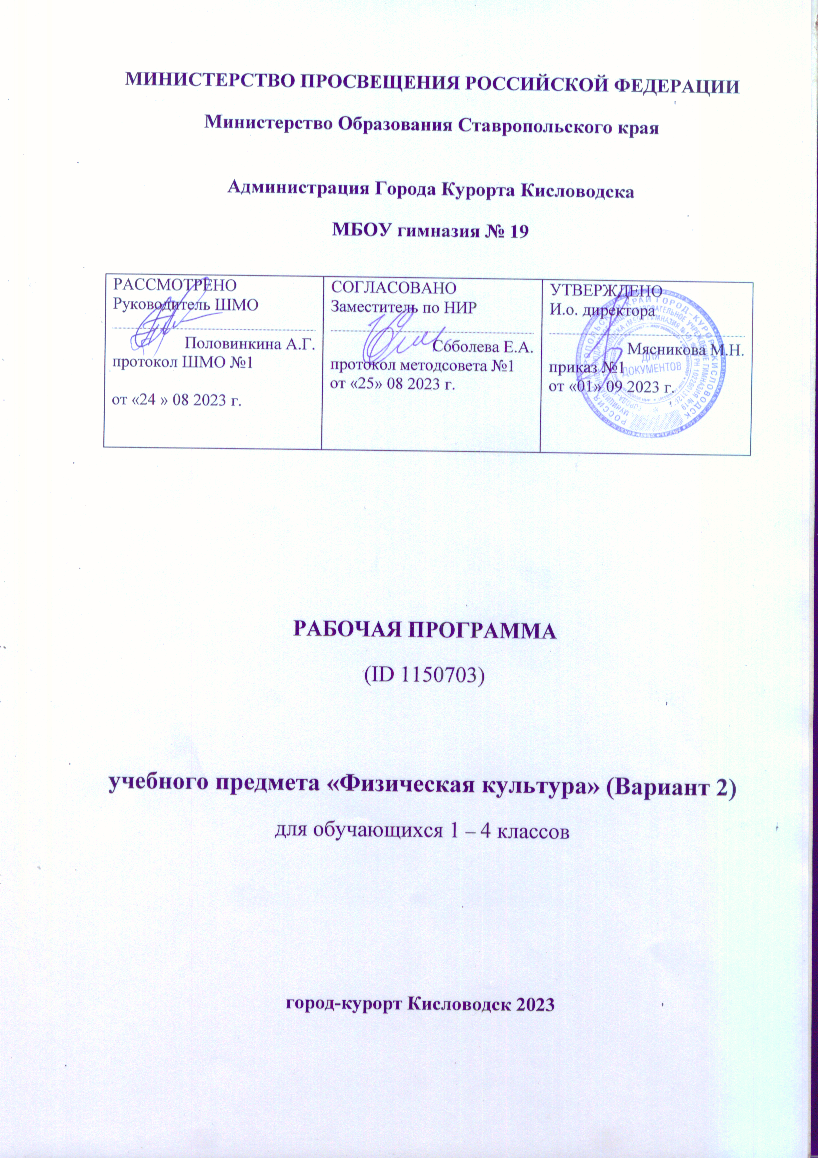 МИНИСТЕРСТВО ПРОСВЕЩЕНИЯ РОССИЙСКОЙ ФЕДЕРАЦИИ
Министерство Образования Ставропольского края
Администрация Города Курорта Кисловодска
МБОУ гимназия № 19
РАССМОТРЕНО
Руководитель ШМО
Половинкина А.Г.
протокол ШМО №1
от «24 » 08 2023 г.
СОГЛАСОВАНО
Заместитель по НИР
Соболева Е.А.
протокол методсовета №1
от «25» 08 2023 г.
УТВЕРЖДЕНО
И.о. директора
Мясникова М.Н.
приказ №1
от «01» 09 2023 г.
ДЛЯ
ДОКУМЕНТОВ
РАБОЧАЯ ПРОГРАММА
(ID 1150703)
учебного предмета «Физическая культура» (Вариант 2)
для обучающихся 1 – 4 классов
город-курорт Кисловодск 2023